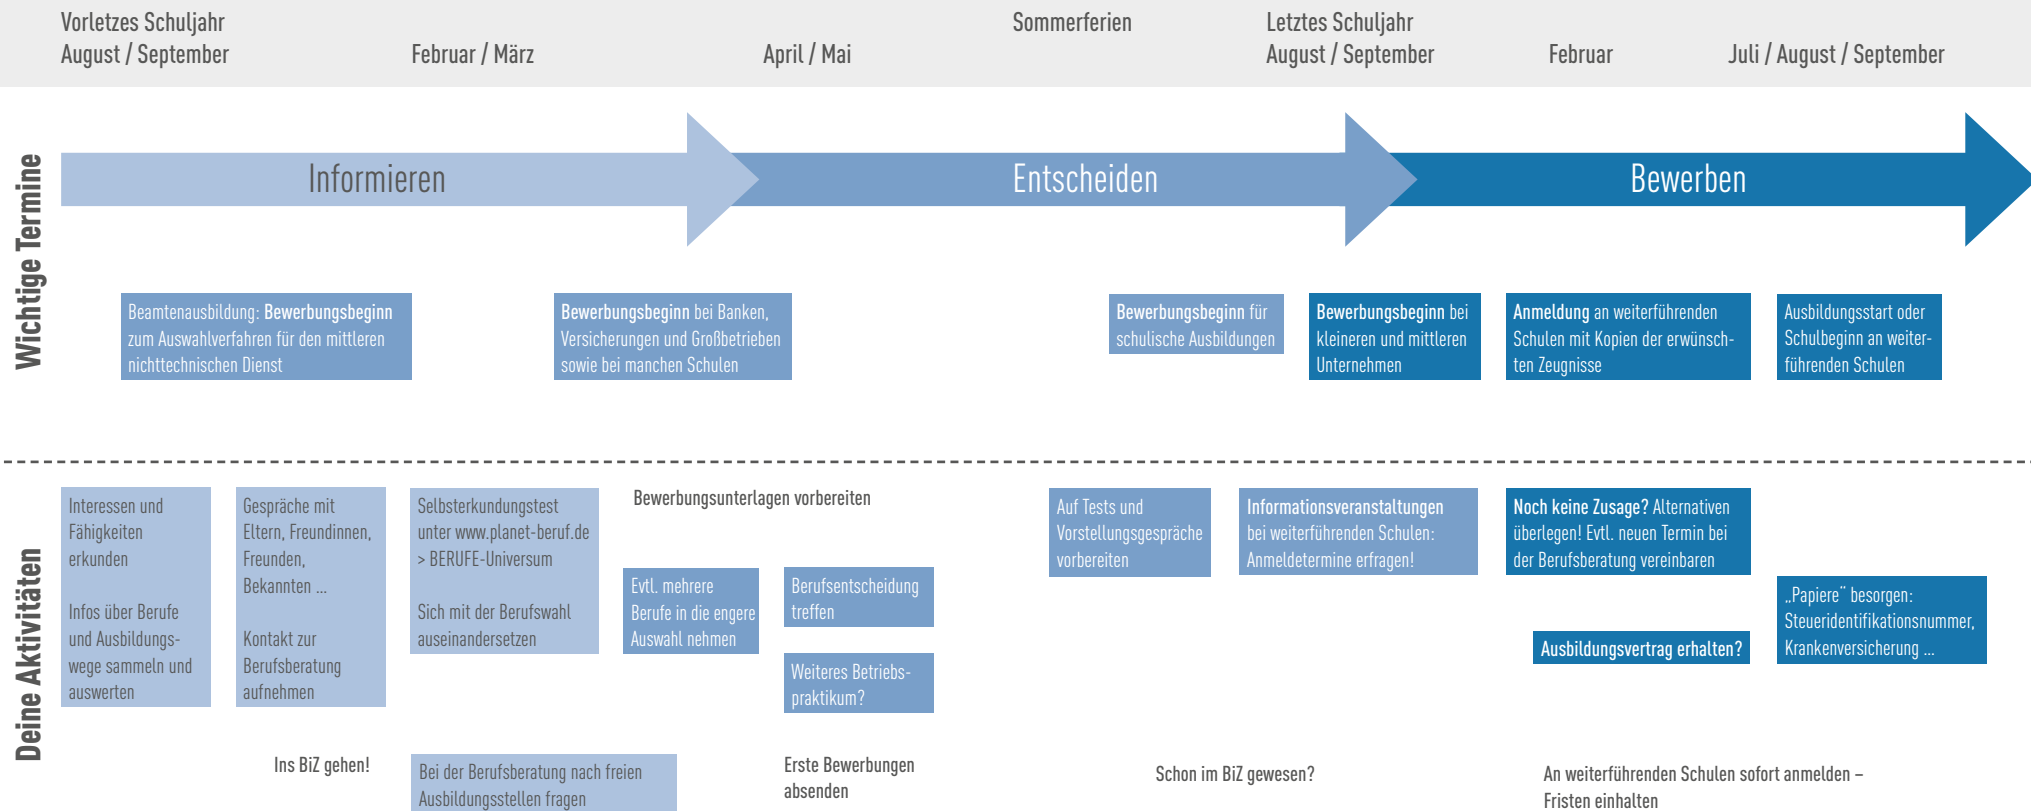 Vorletzes Schuljahr
August / September
Februar / März
April / Mai
Sommerferien
Letztes Schuljahr
August / September
Februar
Juli / August / September
Wichtige Termine
Informieren
Entscheiden
Bewerben
Beamtenausbildung: Bewerbungsbeginn
zum Auswahlverfahren für den mittleren
nichttechnischen Dienst
Bewerbungsbeginn bei Banken,
Versicherungen und Großbetrieben
sowie bei manchen Schulen
Bewerbungsbeginn für
schulische Ausbildungen
Bewerbungsbeginn bei
kleineren und mittleren
Unternehmen
Anmeldung an weiterführenden
Schulen mit Kopien der erwünsch-
ten Zeugnisse
Ausbildungsstart oder
Schulbeginn an weiter-
führenden Schulen
Deine Aktivitäten
Interessen und
Fähigkeiten
erkunden
Infos über Berufe
und Ausbildungs-
wege sammeln und
auswerten
Gespräche mit
Eltern, Freundinnen,
Freunden,
Bekannten ...
Kontakt zur
Berufsberatung
aufnehmen
Selbsterkundungstest
unter www.planet-beruf.de
> BERUFE-Universum
Sich mit der Berufswahl
auseinandersetzen
Bewerbungsunterlagen vorbereiten
Evtl. mehrere
Berufe in die engere
Auswahl nehmen
Berufsentscheidung
treffen
Weiteres Betriebs-
praktikum?
Auf Tests und
Vorstellungsgespräche
vorbereiten
Informationsveranstaltungen
bei weiterführenden Schulen:
Anmeldetermine erfragen!
Noch keine Zusage? Alternativen
überlegen! Evtl. neuen Termin bei
der Berufsberatung vereinbaren
Ausbildungsvertrag erhalten?
„Papiere“ besorgen:
Steueridentifikationsnummer,
Krankenversicherung ...
Ins BiZ gehen!
Bei der Berufsberatung nach freien
Ausbildungsstellen fragen
Erste Bewerbungen
absenden
Schon im BiZ gewesen?
An weiterführenden Schulen sofort anmelden –
Fristen einhalten